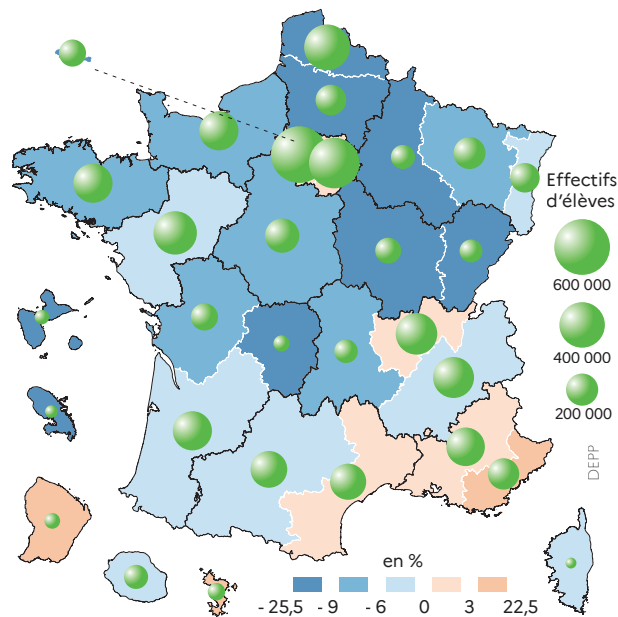 Effectifs
d'élèves
600 000
400 000
200 000
DEPP
en %
- 25,5 - 9 - 6 0 3 22,5